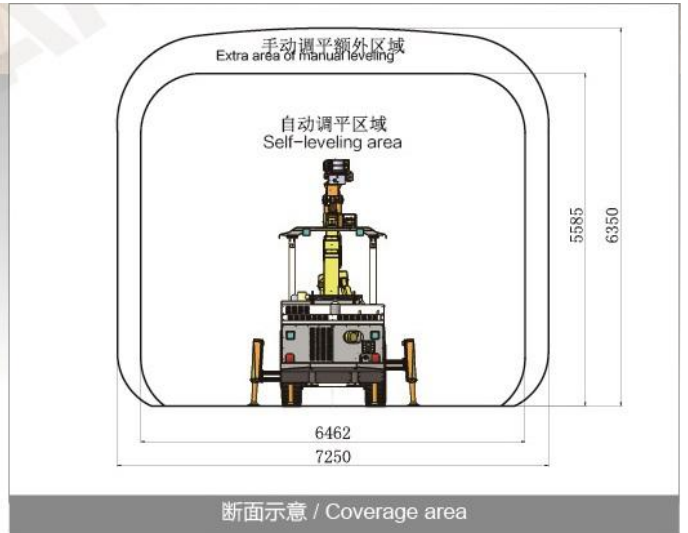 手动调平额外区域
Extra area of manual leveling
自动调平区域
Self-leveling area
5585
6350
6462
7250
断面示意 / Coverage area